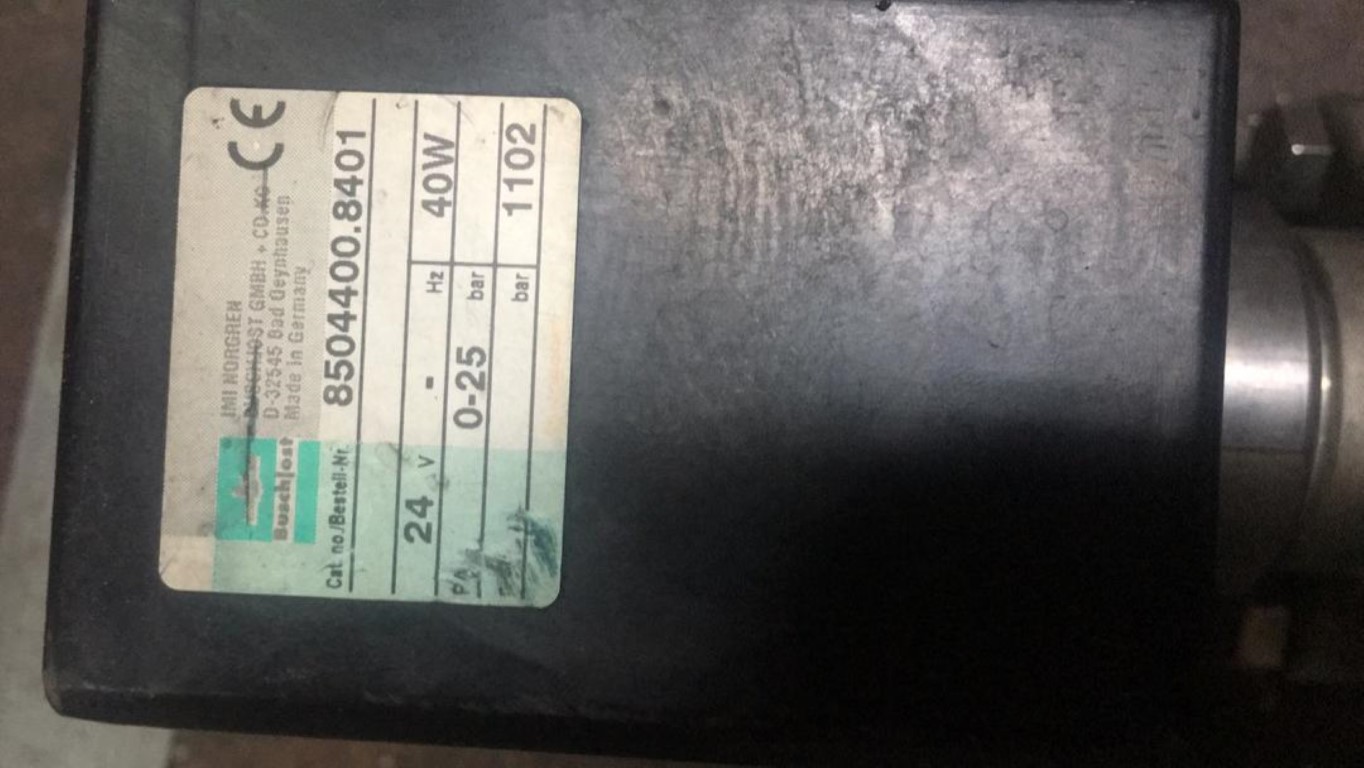 IMI NORGREN
BUSCHJOST GMBH + CO.KG
D-32545 Bad Oeynhausen
Made in Germany
CE
Buschjost
Cat. no./Bestell-Nr. 8504400.8401
24 V - Hz 40W
PA 0-25 bar
bar 1102